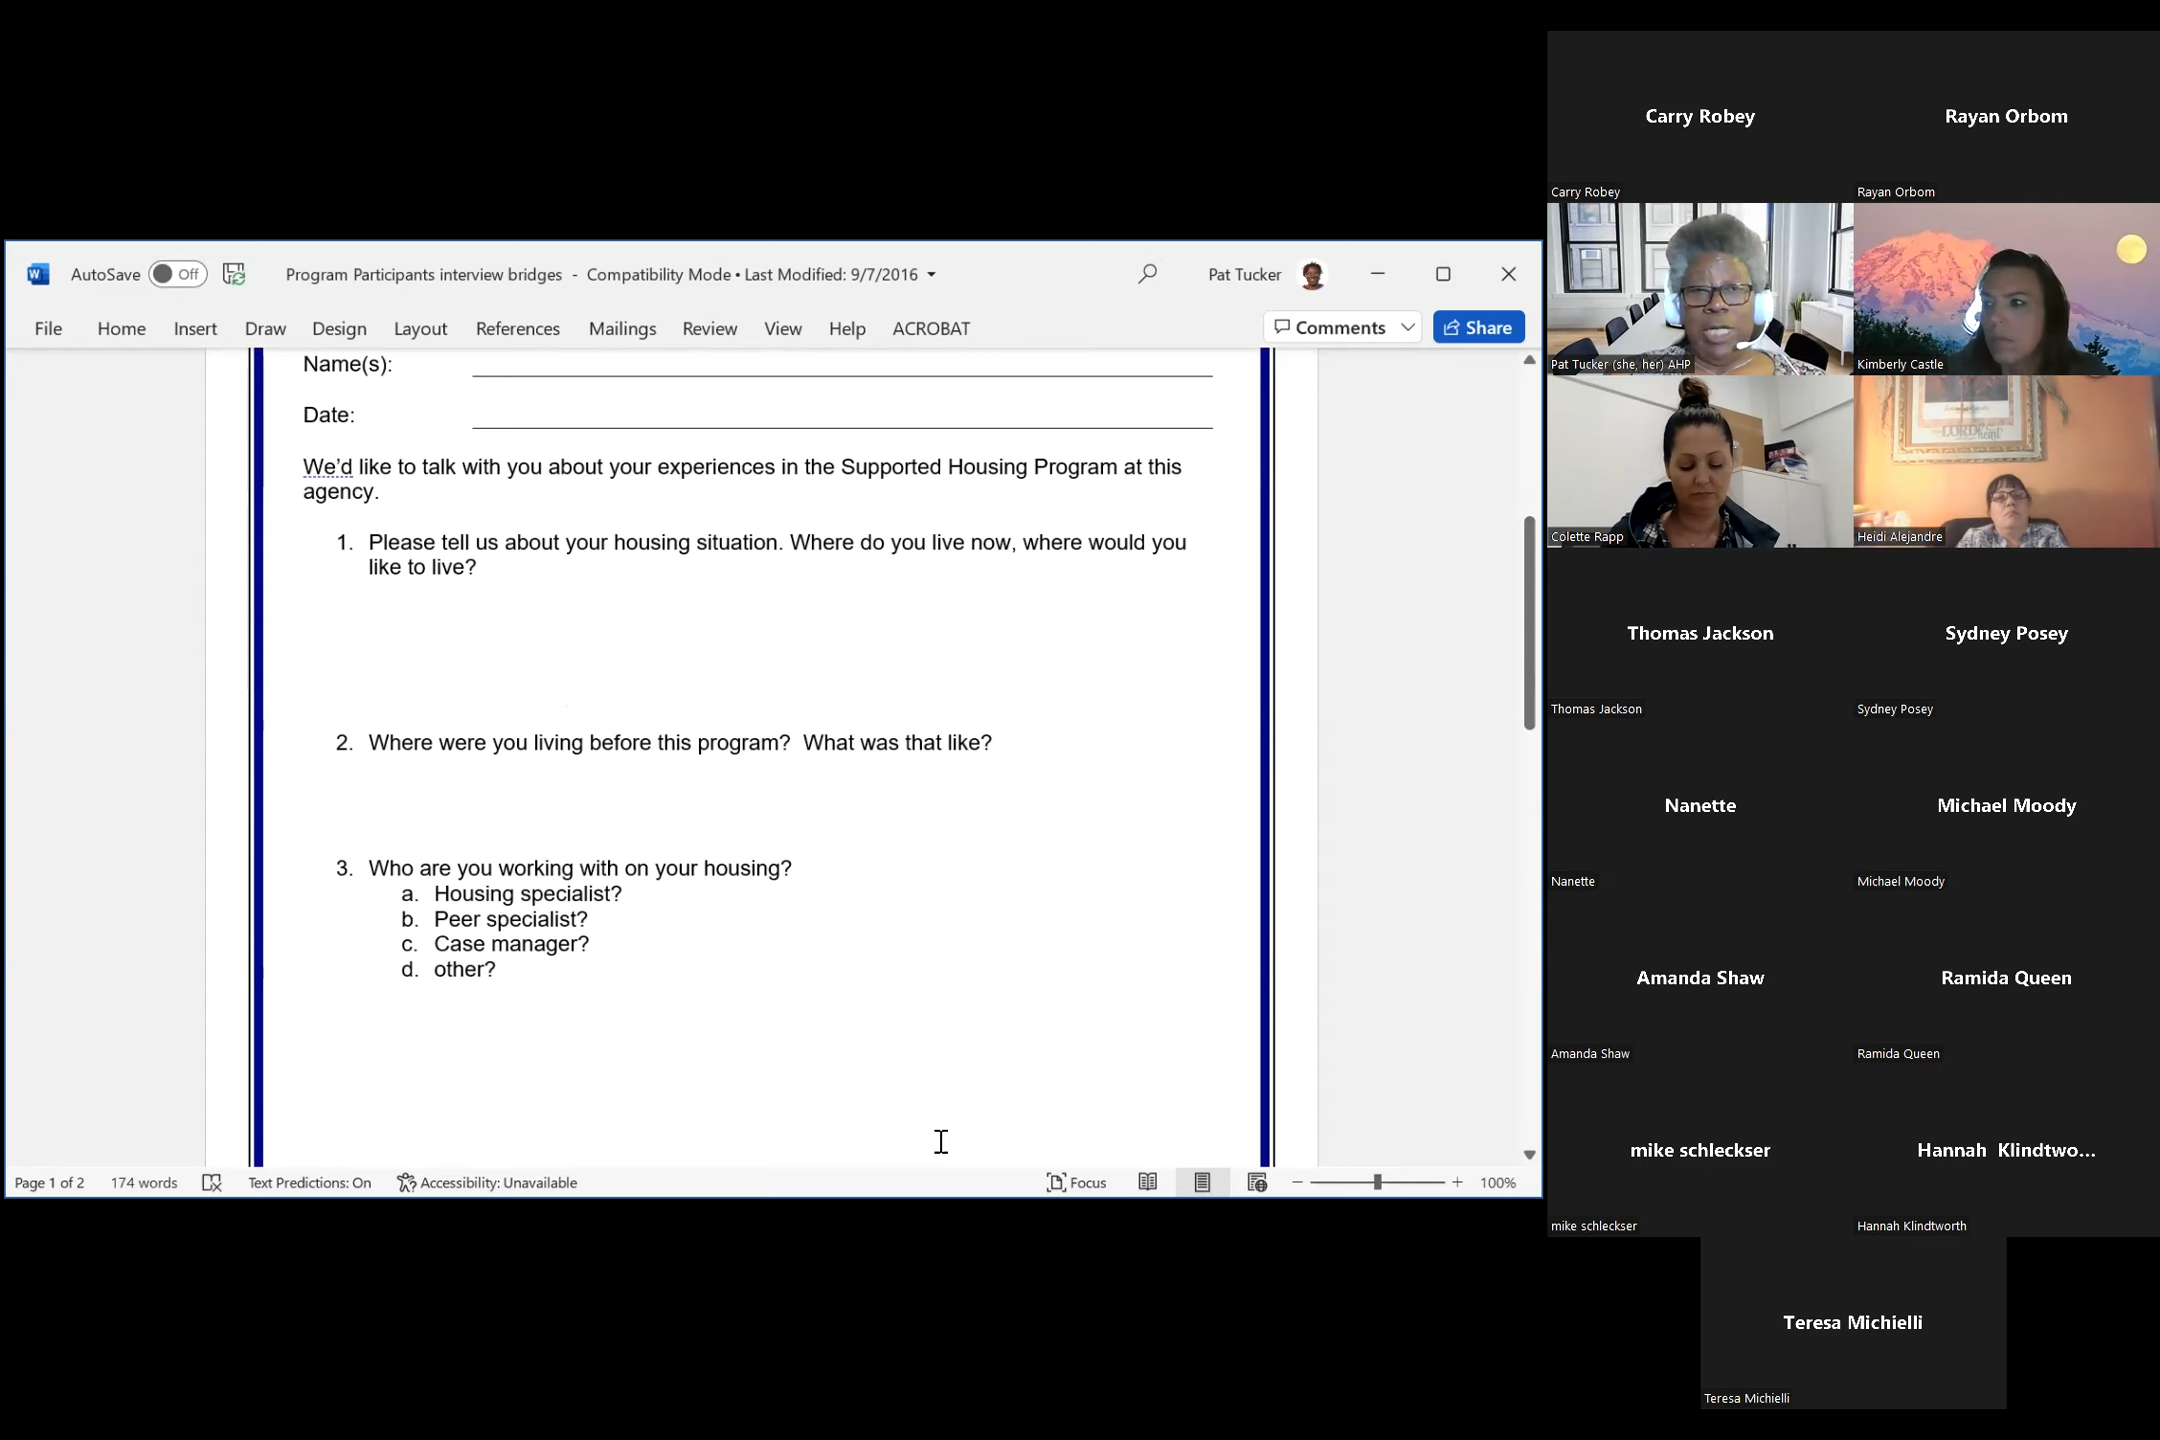 AutoSave Off Program Participants interview bridges - Compatibility Mode • Last Modified: 9/7/2016 Pat Tucker
File Home Insert Draw Design Layout References Mailings Review View Help ACROBAT Comments Share
Name(s):
Date:
We'd like to talk with you about your experiences in the Supported Housing Program at this
agency.
1. Please tell us about your housing situation. Where do you live now, where would you
like to live?
2. Where were you living before this program? What was that like?
3. Who are you working with on your housing?
a. Housing specialist?
b. Peer specialist?
c. Case manager?
d. other?
Page 1 of 2 174 words Text Predictions: On Accessibility: Unavailable Focus 100%
Carry Robey
Carry Robey
Rayan Orbom
Rayan Orbom
Pat Tucker (she, her) AHP
Kimberly Castle
Colette Rapp
LORD
Heidi Alejandre
Thomas Jackson
Thomas Jackson
Sydney Posey
Sydney Posey
Nanette
Nanette
Michael Moody
Michael Moody
Amanda Shaw
Amanda Shaw
Ramida Queen
Ramida Queen
mike schleckser
mike schleckser
Hannah Klindtwo...
Hannah Klindtworth
Teresa Michielli
Teresa Michielli